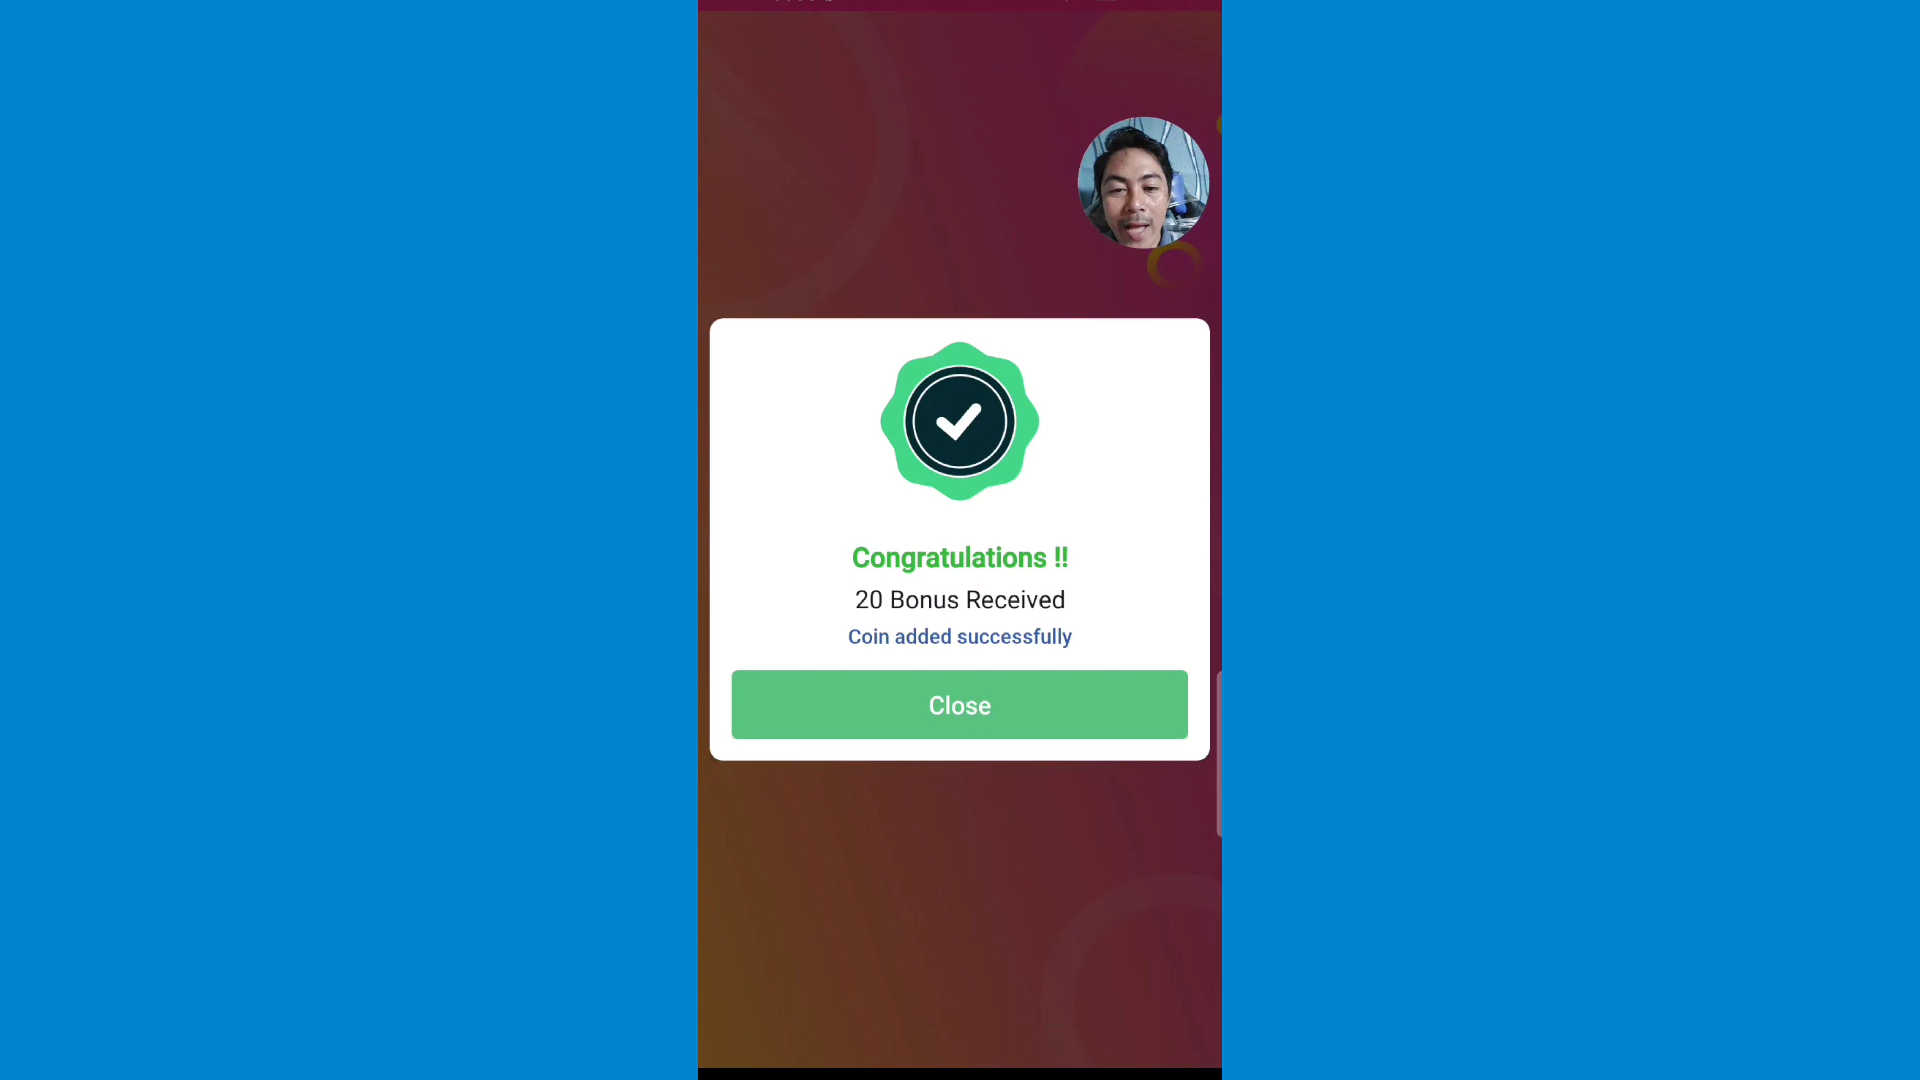 Congratulations !!
20 Bonus Received
Coin added successfully
Close